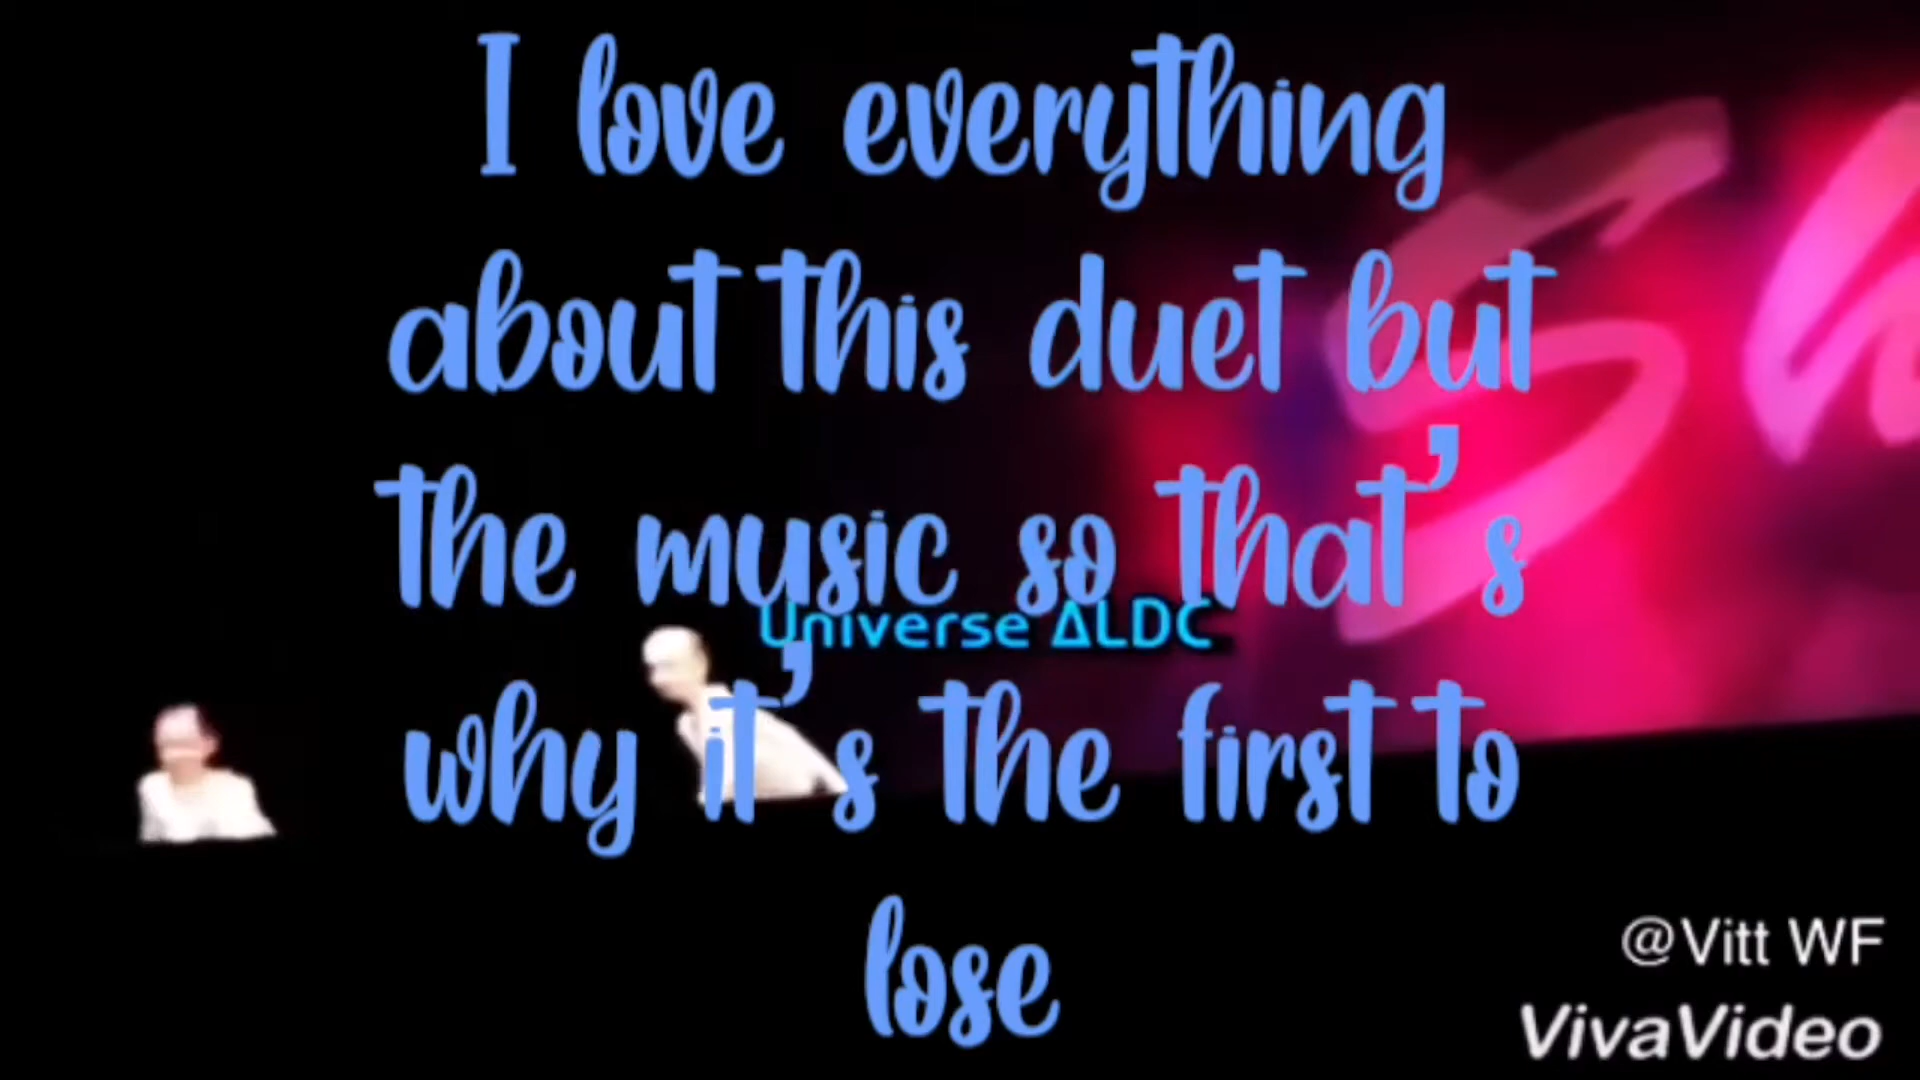 I love everything
about this duet but
the music so that's
Universe ALDC
why it's the first to
lose
@Vitt WF
VivaVideo